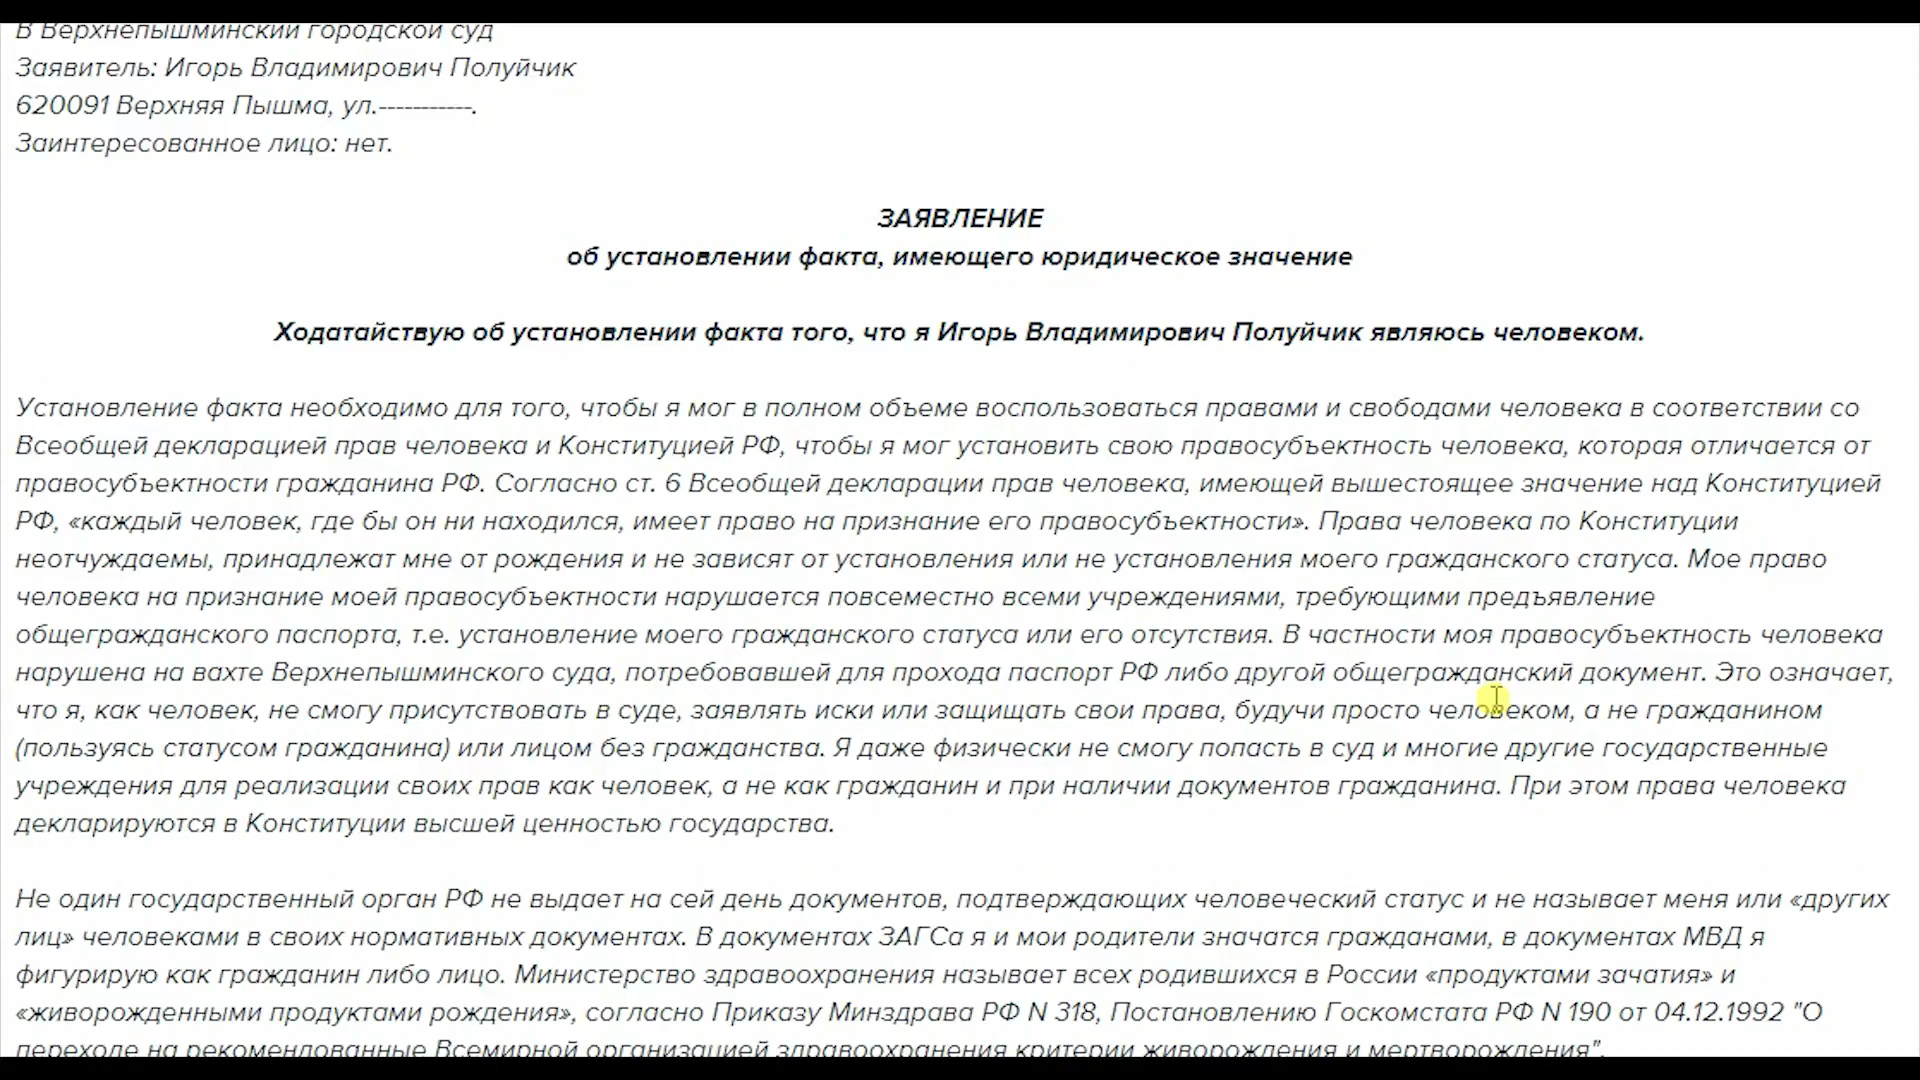 В Верхнепышминский городской суд
Заявитель: Игорь Владимирович Полуйчик
620091 Верхняя Пышма, ул.-----------.
Заинтересованное лицо: нет.
ЗАЯВЛЕНИЕ
об установлении факта, имеющего юридическое значение
Ходатайствую об установлении факта того, что я Игорь Владимирович Полуйчик являюсь человеком.
Установление факта необходимо для того, чтобы я мог в полном объеме воспользоваться правами и свободами человека в соответствии со
Всеобщей декларацией прав человека и Конституцией РФ, чтобы я мог установить свою правосубъектность человека, которая отличается от
правосубъектности гражданина РФ. Согласно ст. 6 Всеобщей декларации прав человека, имеющей вышестоящее значение над Конституцией
РФ, «каждый человек, где бы он ни находился, имеет право на признание его правосубъектности». Права человека по Конституции
неотчуждаемы, принадлежат мне от рождения и не зависят от установления или не установления моего гражданского статуса. Мое право
человека на признание моей правосубъектности нарушается повсеместно всеми учреждениями, требующими предъявление
общегражданского паспорта, т.е. установление моего гражданского статуса или его отсутствия. В частности моя правосубъектность человека
нарушена на вахте Верхнепышминского суда, потребовавшей для прохода паспорт РФ либо другой общегражданский документ. Это означает,
что я, как человек, не смогу присутствовать в суде, заявлять иски или защищать свои права, будучи просто человеком, а не гражданином
(пользуясь статусом гражданина) или лицом без гражданства. Я даже физически не смогу попасть в суд и многие другие государственные
учреждения для реализации своих прав как человек, а не как гражданин и при наличии документов гражданина. При этом права человека
декларируются в Конституции высшей ценностью государства.
Не один государственный орган РФ не выдает на сей день документов, подтверждающих человеческий статус и не называет меня или «других
лиц» человеками в своих нормативных документах. В документах ЗАГСа я и мои родители значатся гражданами, в документах МВД я
фигурирую как гражданин либо лицо. Министерство здравоохранения называет всех родившихся в России «продуктами зачатия» и
«живорожденными продуктами рождения», согласно Приказу Минздрава РФ N 318, Постановлению Госкомстата РФ N 190 от 04.12.1992 "О
переходе на рекомендованные Всемирной организацией здравоохранения критерии живорождения и мертворождения".